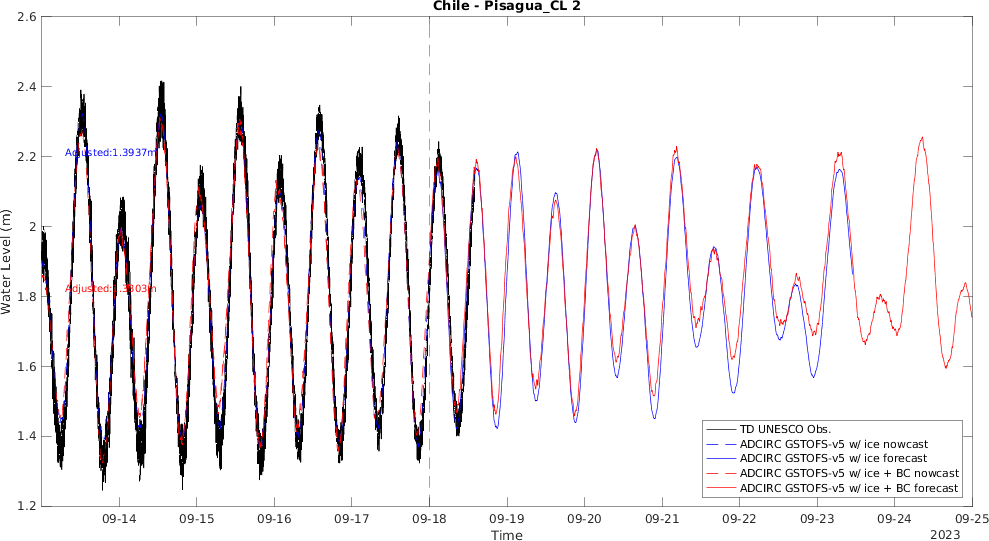 Chile - Pisagua_CL 2
2.6
2.4
2.2
2
1.8
1.6
1.4
1.2
Water Level (m)
Adjusted:1.3937m
TD UNESCO Obs.
ADCIRC GSTOFS-v5 w/ ice nowcast
ADCIRC GSTOFS-v5 w/ ice forecast
ADCIRC GSTOFS-v5 w/ ice + BC nowcast
ADCIRC GSTOFS-v5 w/ ice + BC forecast
09-14
09-15
09-16
09-17
09-18
09-19
09-20
09-21
09-22
09-23
09-24
09-25
Time
2023